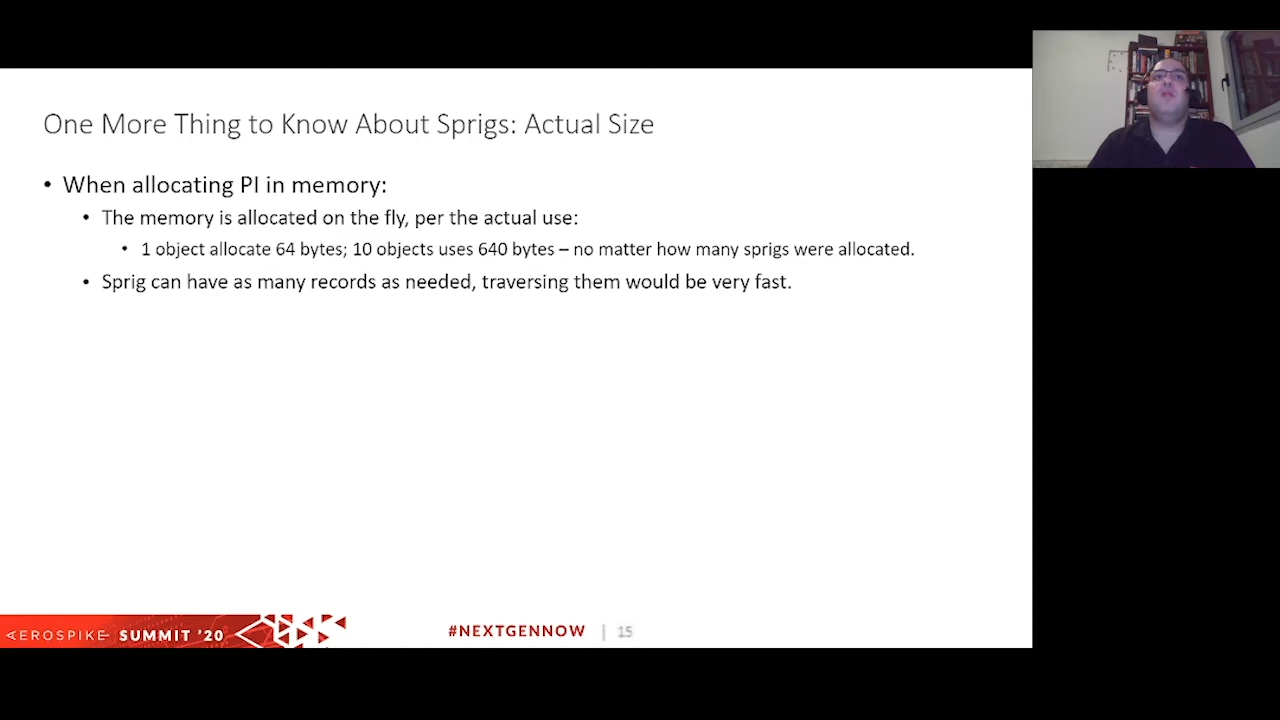 One More Thing to Know About Sprigs: Actual Size
• When allocating PI in memory:
• The memory is allocated on the fly, per the actual use:
• 1 object allocate 64 bytes; 10 objects uses 640 bytes – no matter how many sprigs were allocated.
• Sprig can have as many records as needed, traversing them would be very fast.
AEROSPIKE SUMMIT '20
#NEXTGENNOW | 15